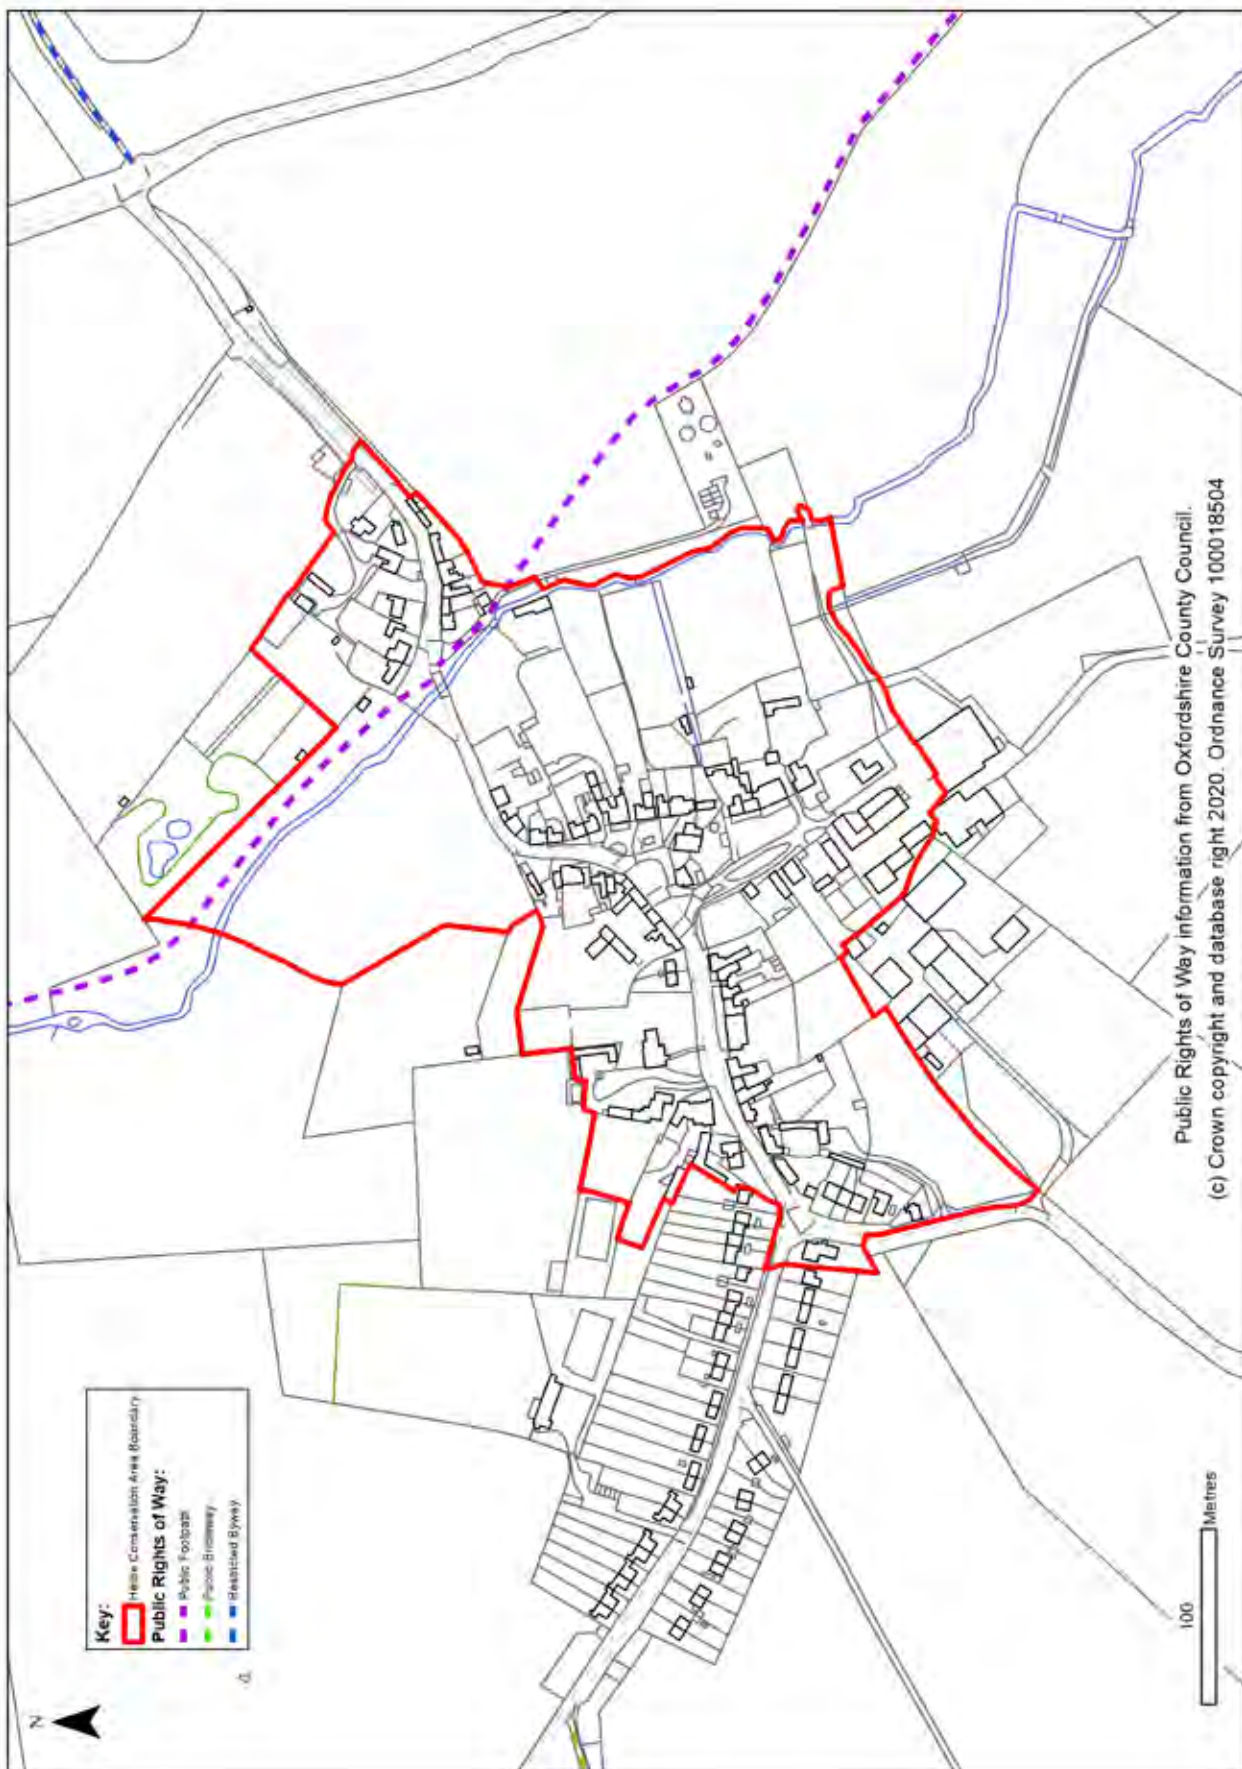 N
Key:
Hethe Conservation Area Boundary
Public Rights of Way:
Public Footpath
Public Bridleway
Restricted Byway
100
Metres
Public Rights of Way information from Oxfordshire County Council.
(c) Crown copyright and database right 2020. Ordnance Survey 100018504